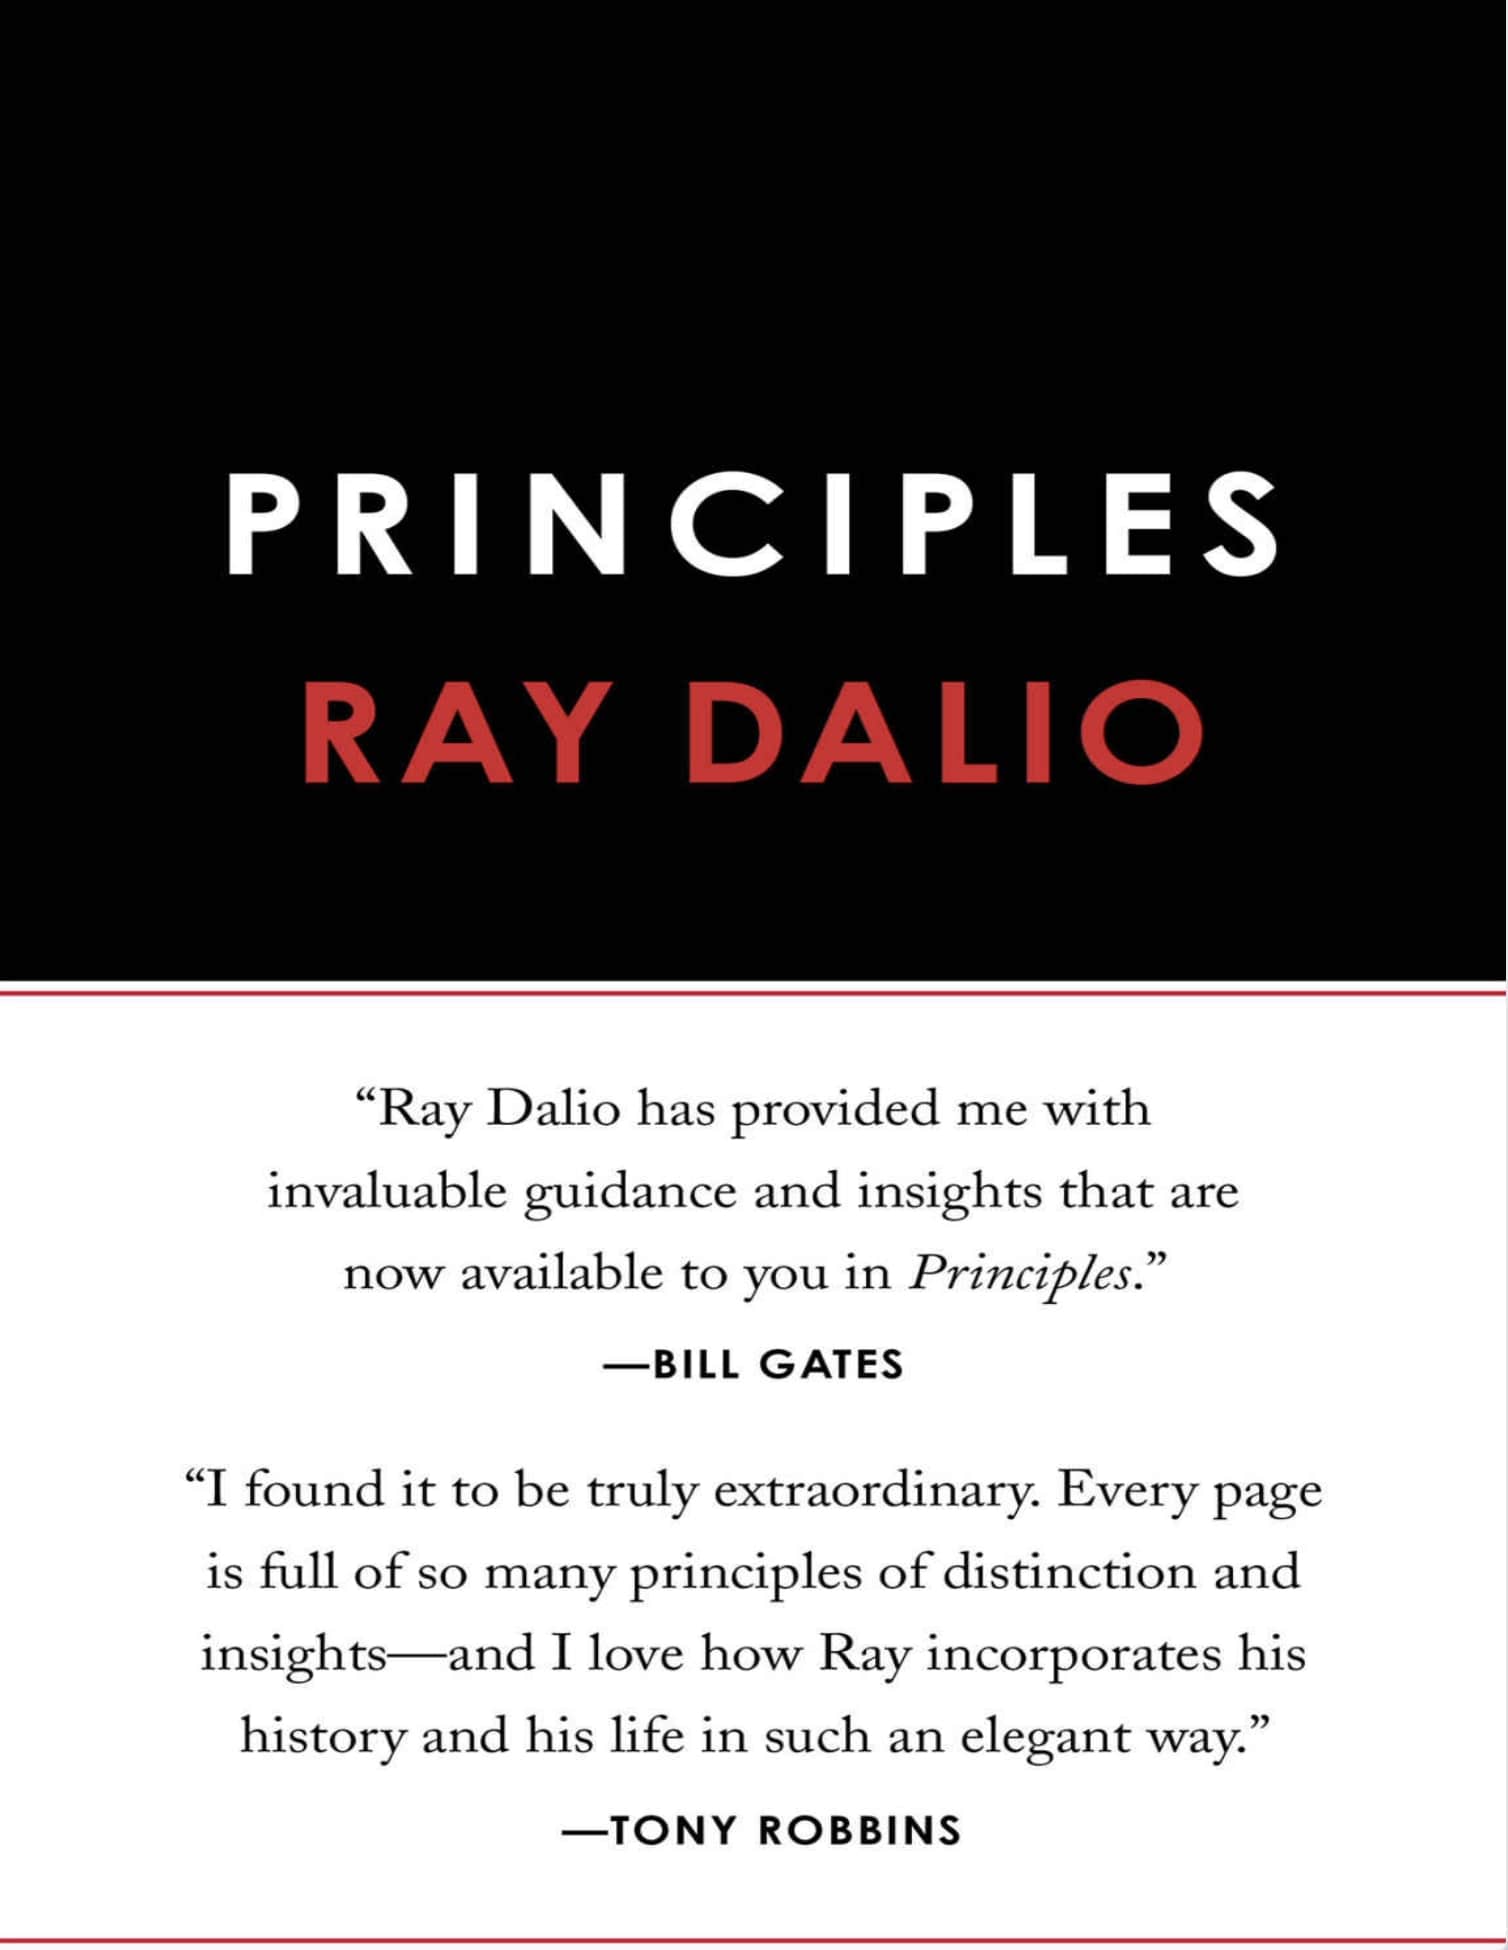 PRINCIPLES
RAY DALIO
“Ray Dalio has provided me with
invaluable guidance and insights that are
now available to you in Principles.”
—BILL GATES
“I found it to be truly extraordinary. Every page
is full of so many principles of distinction and
insights—and I love how Ray incorporates his
history and his life in such an elegant way.”
—TONY ROBBINS